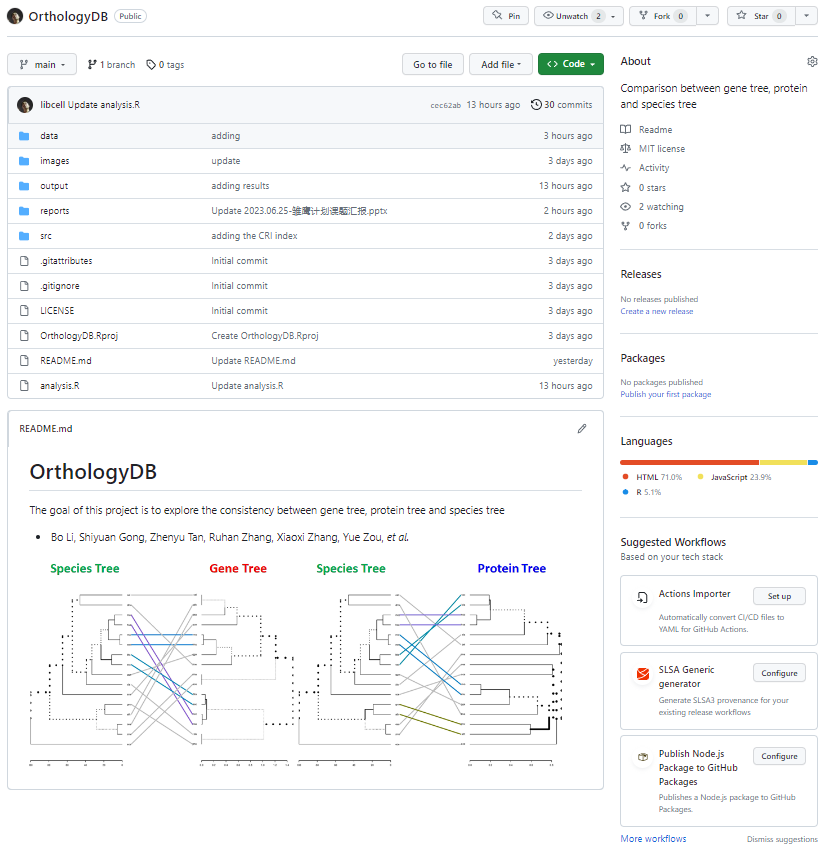 OrthologyDB Public Pin Unwatch 2 Fork 0 Star 0
main 1 branch 0 tags Go to file Add file Code
libcell Update analysis.R cec62ab 13 hours ago 30 commits
data adding 3 hours ago
images update 3 days ago
output adding results 13 hours ago
reports Update 2023.06.25-雏鹰计划课题汇报.pptx 2 hours ago
src adding the CRI index 2 days ago
.gitattributes Initial commit 3 days ago
.gitignore Initial commit 3 days ago
LICENSE Initial commit 3 days ago
OrthologyDB.Rproj Create OrthologyDB.Rproj 3 days ago
README.md Update README.md yesterday
analysis.R Update analysis.R 13 hours ago
README.md
OrthologyDB
The goal of this project is to explore the consistency between gene tree, protein tree and species tree
Bo Li, Shiyuan Gong, Zhenyu Tan, Ruhan Zhang, Xiaoxi Zhang, Yue Zou, et al.
Species Tree Gene Tree Species Tree Protein Tree
About
Comparison between gene tree, protein
and species tree
Readme
MIT license
Activity
0 stars
2 watching
0 forks
Releases
No releases published
Create a new release
Packages
No packages published
Publish your first package
Languages
HTML 71.0% JavaScript 23.9%
R 5.1%
Suggested Workflows
Based on your tech stack
Actions Importer Set up
Automatically convert CI/CD files to
YAML for GitHub Actions.
SLSA Generic
generator
Configure
Generate SLSA3 provenance for your
existing release workflows
Publish Node.js
Package to GitHub
Packages
Configure
Publishes a Node.js package to GitHub
Packages.
More workflows Dismiss suggestions